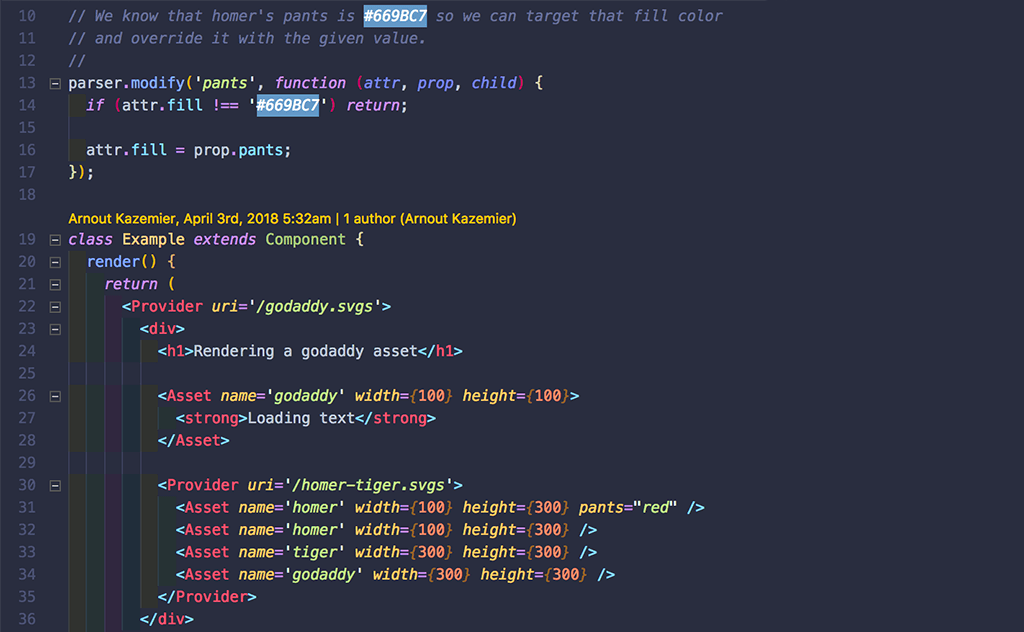 10 // We know that homer's pants is #669BC7 so we can target that fill color
11 // and override it with the given value.
12 //
13 parser.modify('pants', function (attr, prop, child) {
14 if (attr.fill !== '#669BC7') return;
15
16 attr.fill = prop.pants;
17 });
18
Arnout Kazemier, April 3rd, 2018 5:32am | 1 author (Arnout Kazemier)
19 class Example extends Component {
20 render() {
21 return (
22 <Provider uri='/godaddy.svgs'>
23 <div>
24 <h1>Rendering a godaddy asset</h1>
25
26 <Asset name='godaddy' width={100} height={100}>
27 <strong>Loading text</strong>
28 </Asset>
29
30 <Provider uri='/homer-tiger.svgs'>
31 <Asset name='homer' width={100} height={300} pants="red" />
32 <Asset name='homer' width={100} height={300} />
33 <Asset name='tiger' width={300} height={300} />
34 <Asset name='godaddy' width={300} height={300} />
35 </Provider>
36 </div>